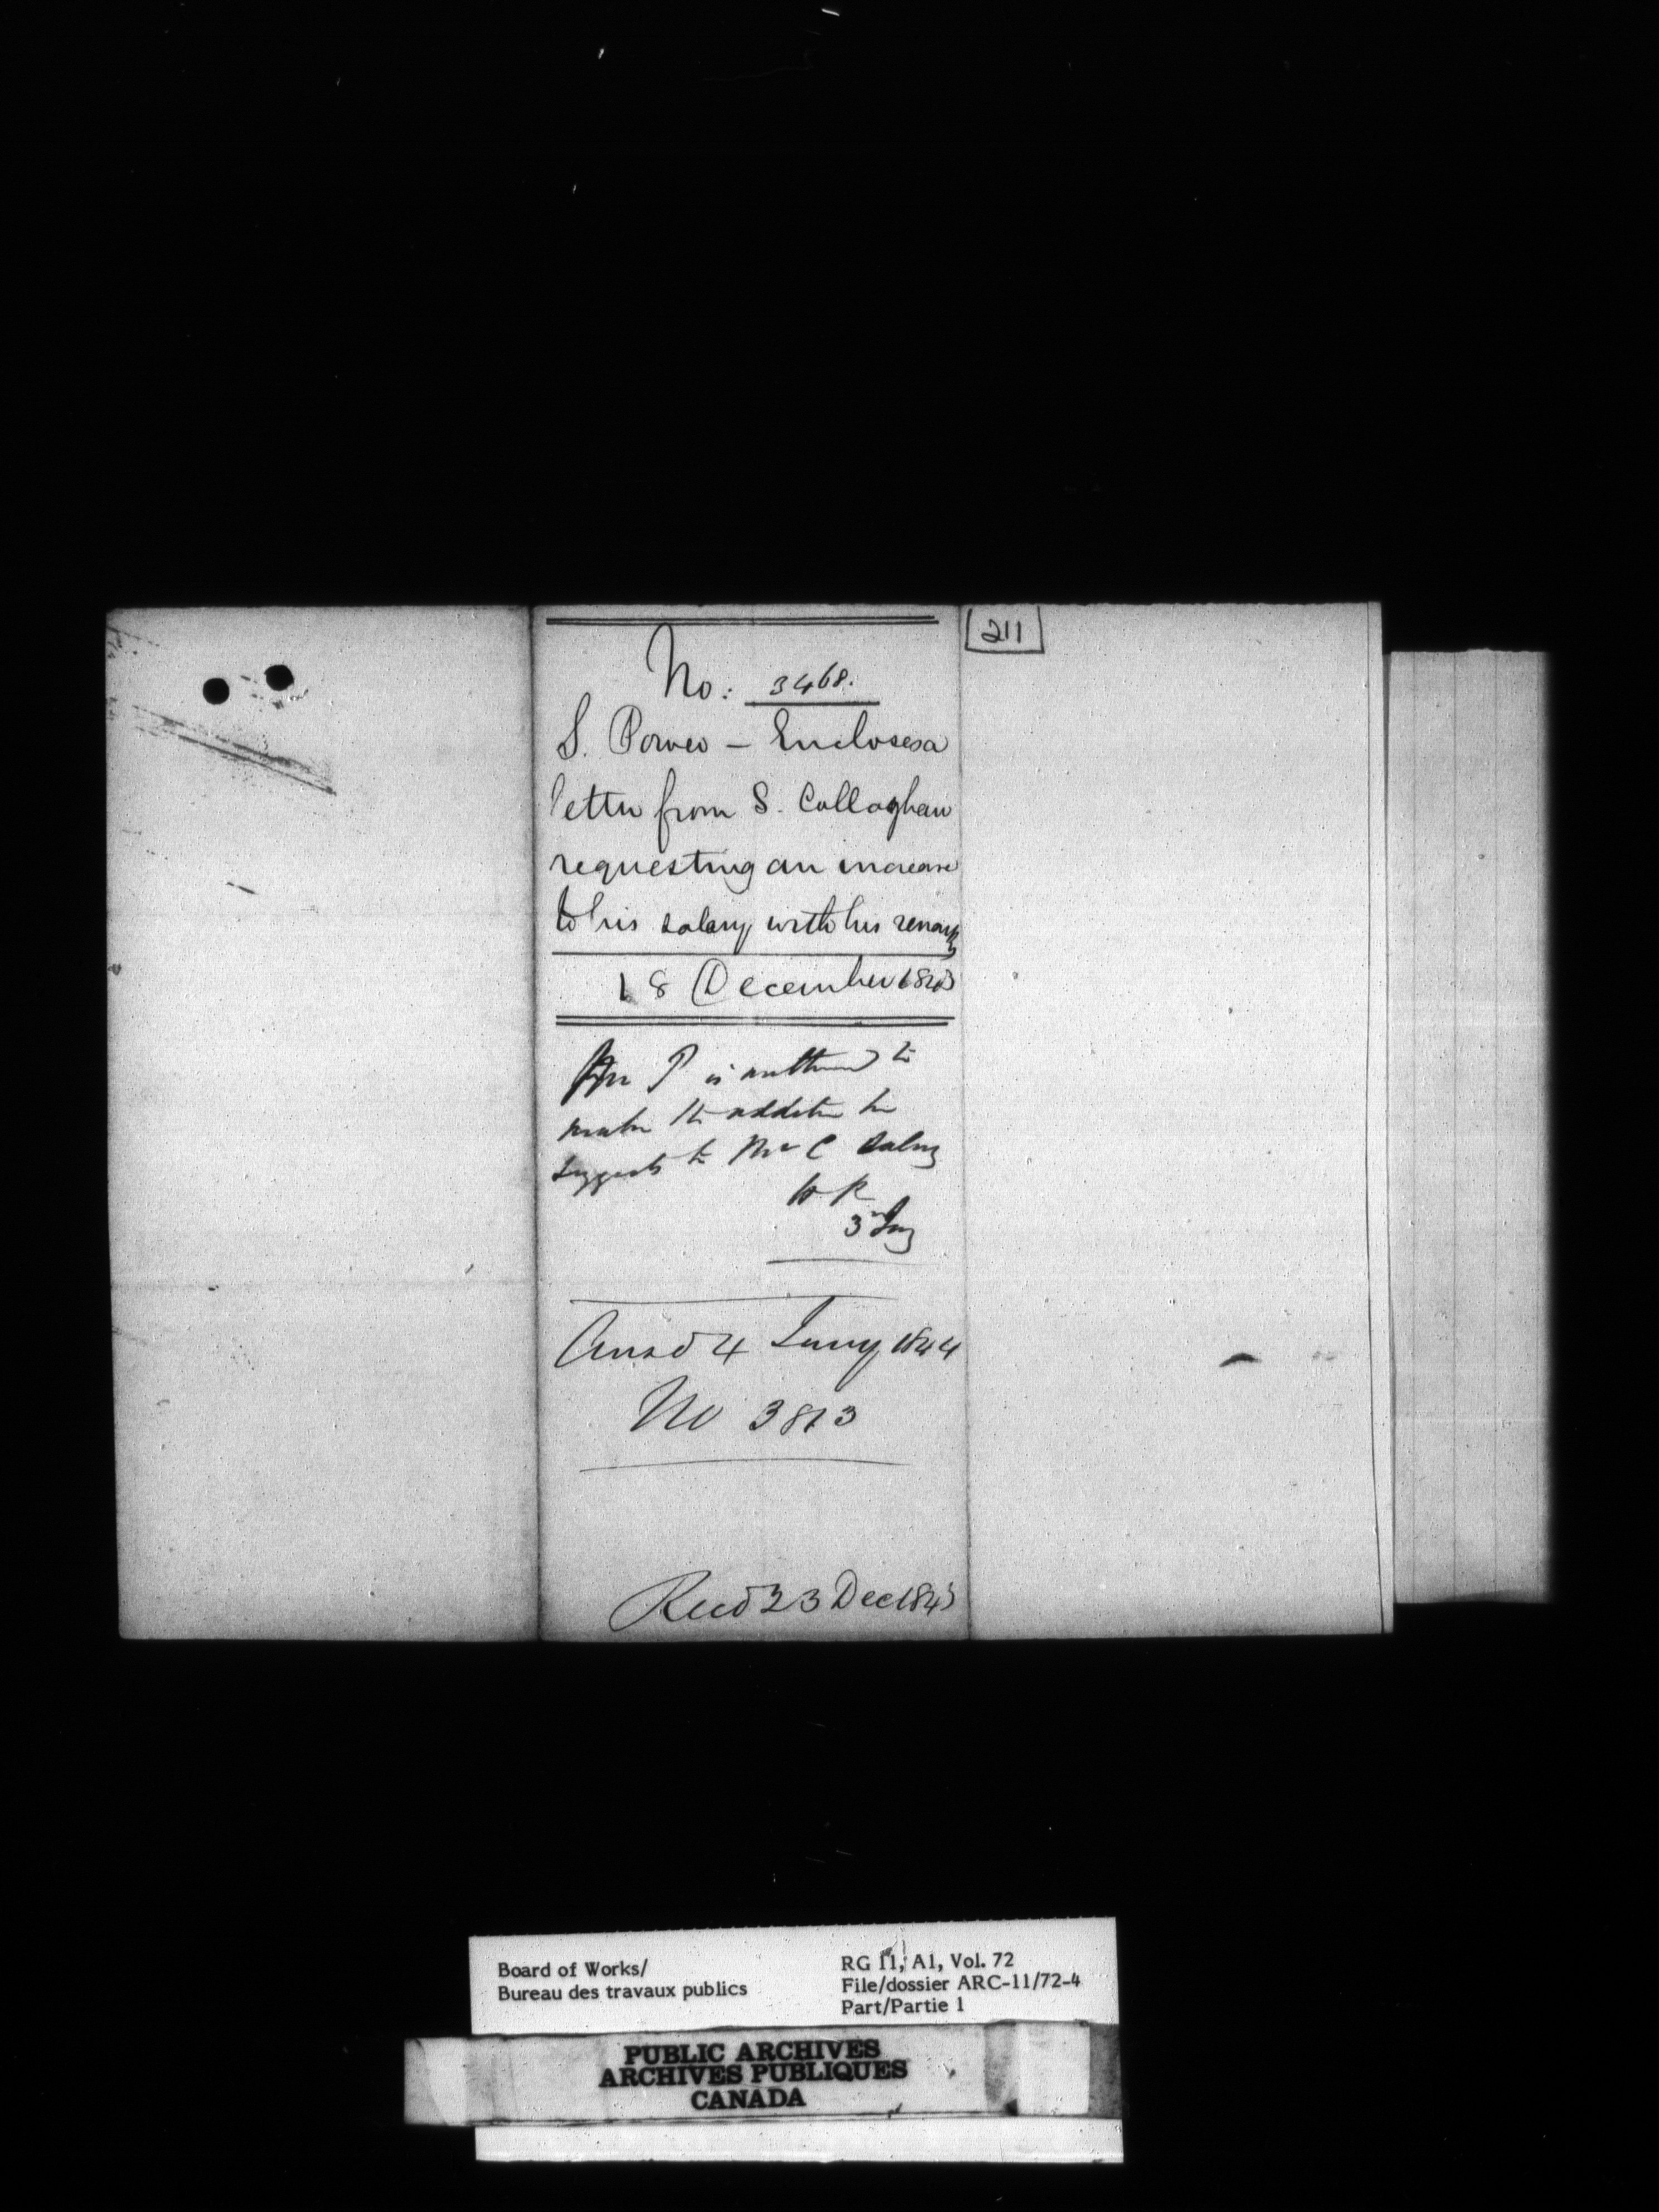 211
No: 3468.
S. Power – Encloses a
letter from S. Callaghan
requesting an increase
to his salary, with his remarks
18 December 1843
Mr P is authorised to
make the addition he
suggests to Mr C Salary
3rd Jany
Ansd 4 Jany 1844
No 3813
Recd 23 Dec 1843
Board of Works/
Bureau des travaux publics
RG 11, A1, Vol. 72
File/dossier ARC-11/72-4
Part/Partie 1
PUBLIC ARCHIVES
ARCHIVES PUBLIQUES
CANADA